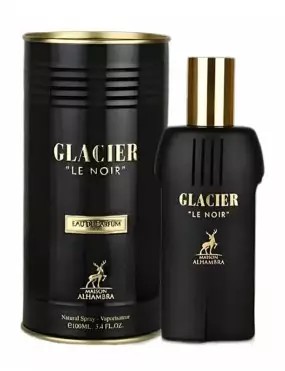 GLACIER
"LE NOIR"
EAU DE PARFUM
MAISON
ALHAMBRA
Natural Spray - Vaporisateur
℮100ML. 3.4 FL.OZ.
GLACIER
"LE NOIR"
MAISON
ALHAMBRA